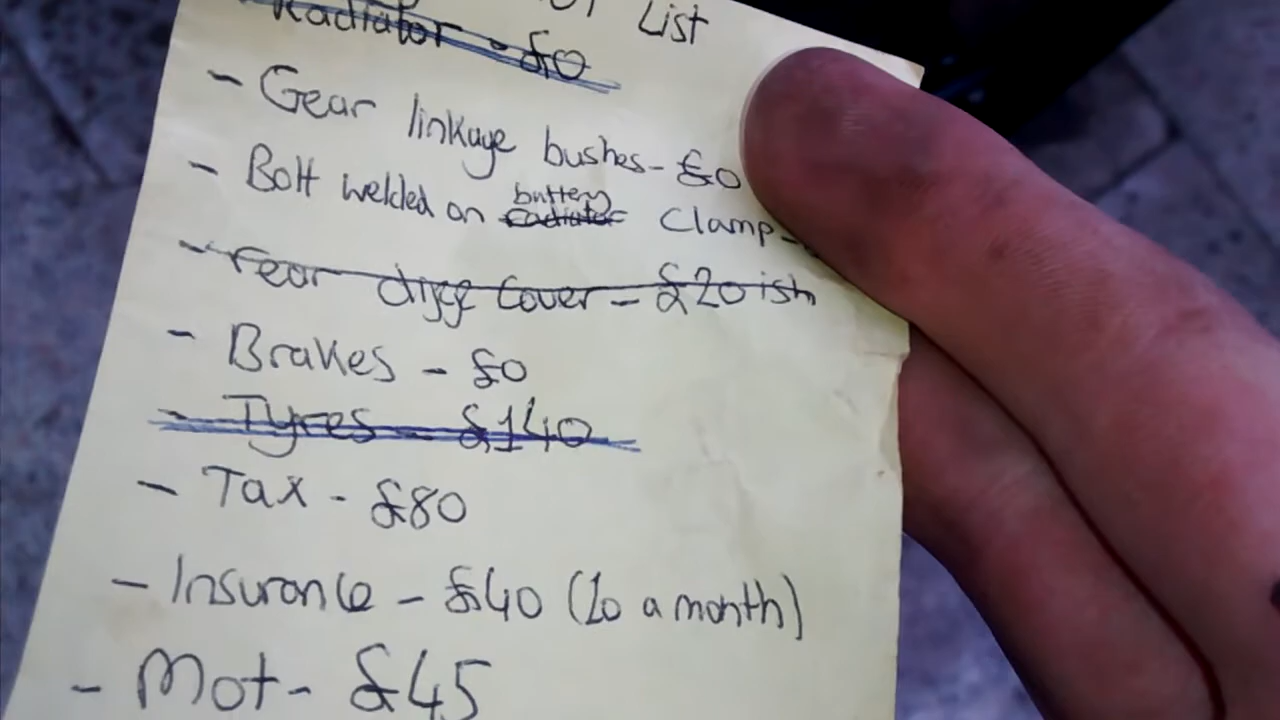 List
Radiator - £0
- Gear linkage bushes - £0
- Bolt welded on battery radiator Clamp -
- rear diff Cover - £20 ish
- Brakes - £0
- Tyres - £140
- Tax - £80
- Insurance - £40 (20 a month)
- Mot - £45